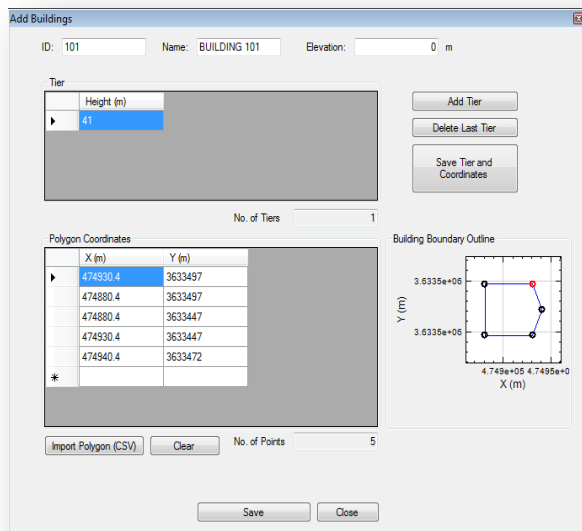 Add Buildings
ID: 101 Name: BUILDING 101 Elevation: 0 m
Tier
Height (m)
41
Add Tier
Delete Last Tier
Save Tier and
Coordinates
No. of Tiers 1
Polygon Coordinates
X (m) Y (m)
474930.4 3633497
474880.4 3633497
474880.4 3633447
474930.4 3633447
474940.4 3633472
Building Boundary Outline
3.6335e+06
3.6335e+06
Y (m)
4.749e+05 4.7495e+0
X (m)
Import Polygon (CSV) Clear No. of Points 5
Save Close